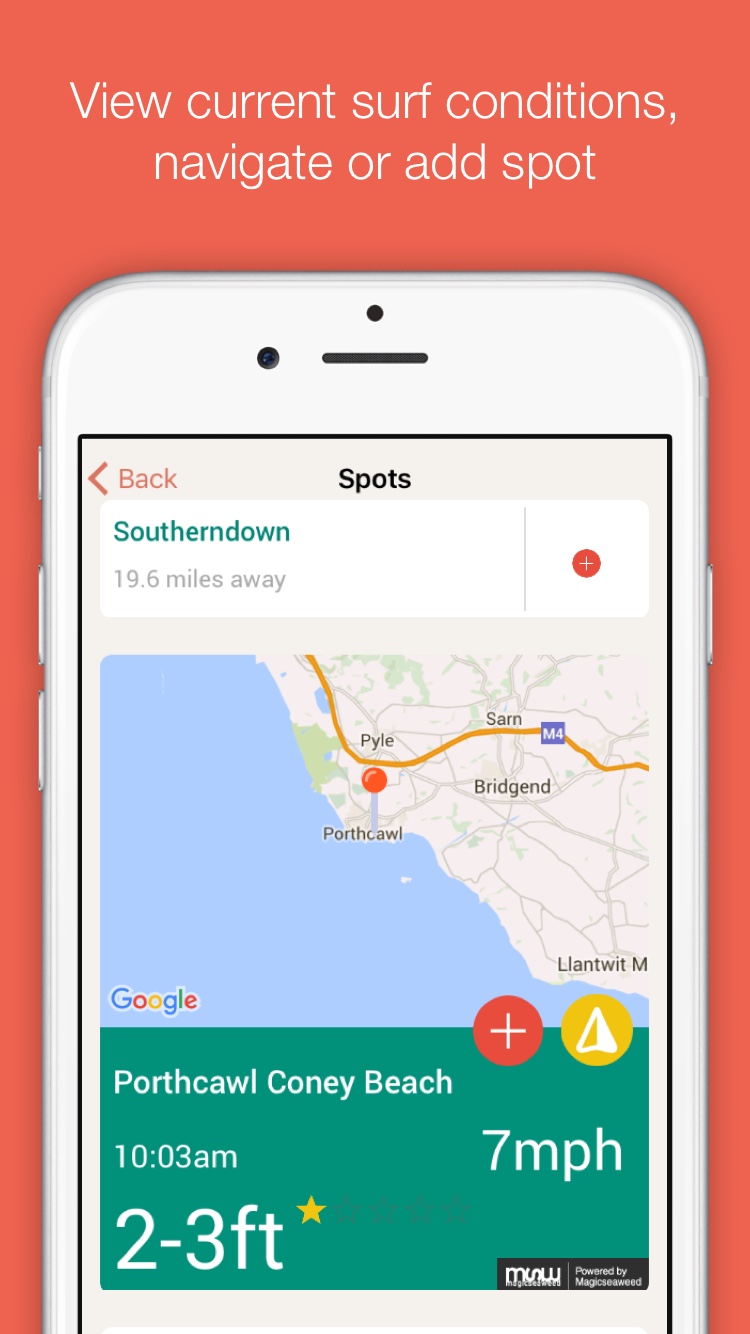 View current surf conditions,
navigate or add spot
Back
Spots
Southerndown
19.6 miles away
Sarn
M4
Pyle
Bridgend
Porthcawl
Llantwit M
Google
Porthcawl Coney Beach
10:03am
7mph
2-3ft
msw
magicseaweed
Powered by
Magicseaweed